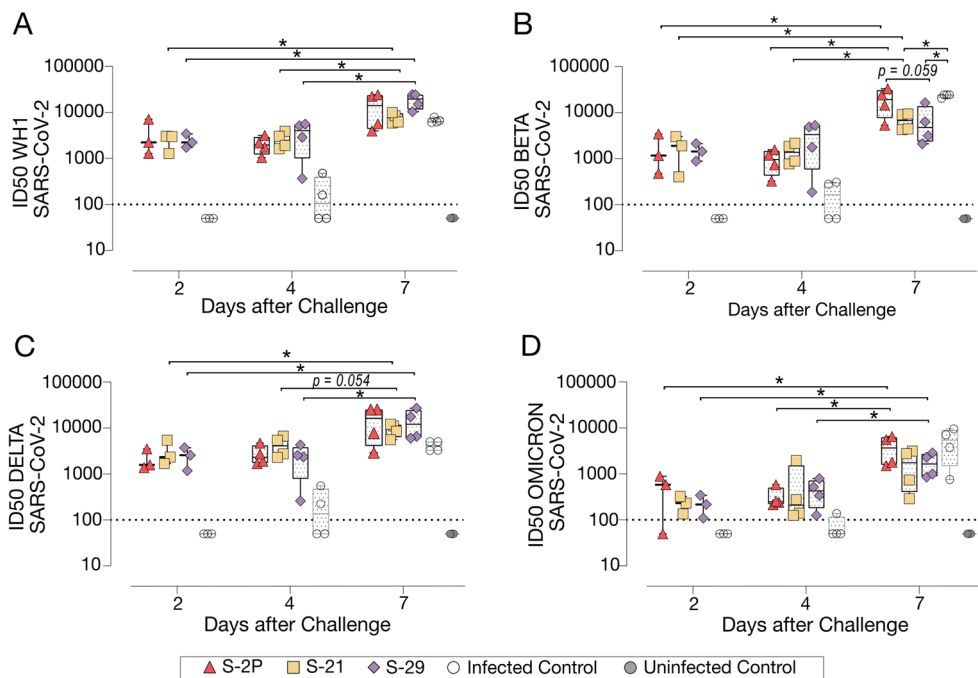 A
ID50 WH1
SARS-CoV-2
100000
10000
1000
100
10
* * * *
2 4 7
Days after Challenge
B
ID50 BETA
SARS-CoV-2
100000
10000
1000
100
10
* * * * * *
p = 0.059
2 4 7
Days after Challenge
C
ID50 DELTA
SARS-CoV-2
100000
10000
1000
100
10
* *
p = 0.054
*
2 4 7
Days after Challenge
D
ID50 OMICRON
SARS-CoV-2
100000
10000
1000
100
10
* * * *
2 4 7
Days after Challenge
S-2P S-21 S-29 Infected Control Uninfected Control